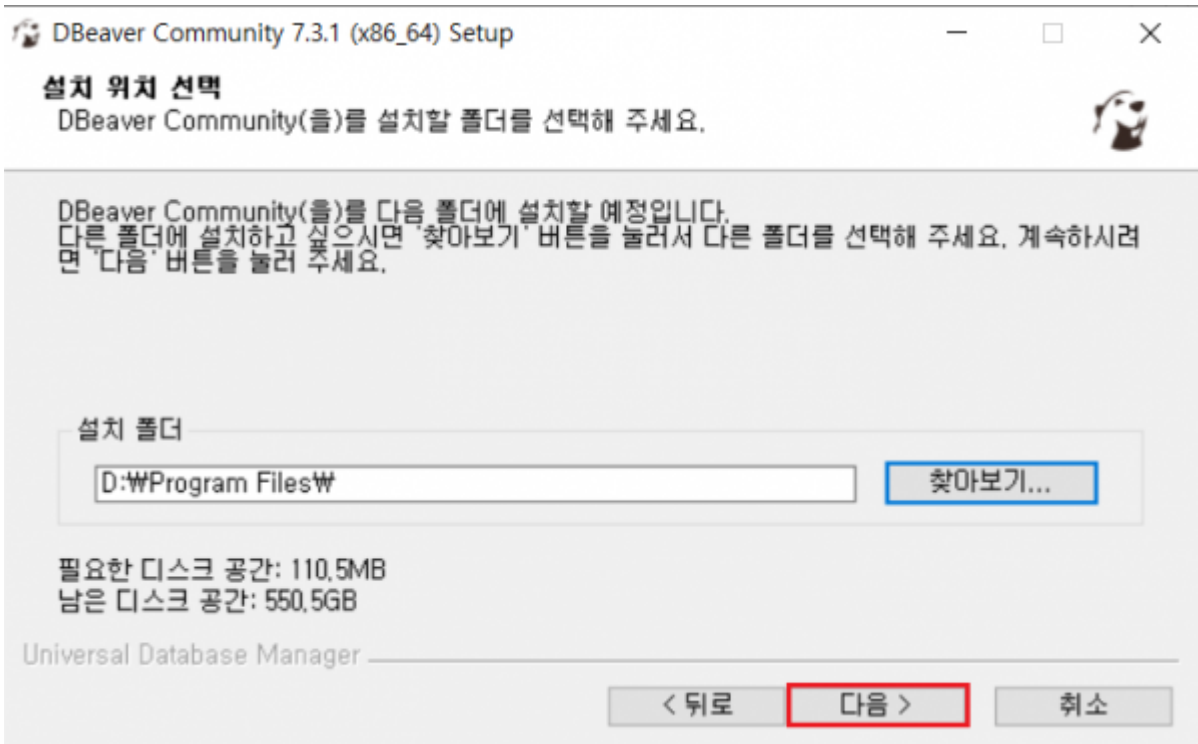 DBeaver Community 7.3.1 (x86_64) Setup
설치 위치 선택
DBeaver Community(을)를 설치할 폴더를 선택해 주세요.
DBeaver Community(을)를 다음 폴더에 설치할 예정입니다.
다른 폴더에 설치하고 싶으시면 '찾아보기' 버튼을 눌러서 다른 폴더를 선택해 주세요. 계속하시려
면 '다음' 버튼을 눌러 주세요.
설치 폴더
D:₩Program Files₩
찾아보기...
필요한 디스크 공간: 110.5MB
남은 디스크 공간: 550.5GB
Universal Database Manager
< 뒤로 다음 > 취소